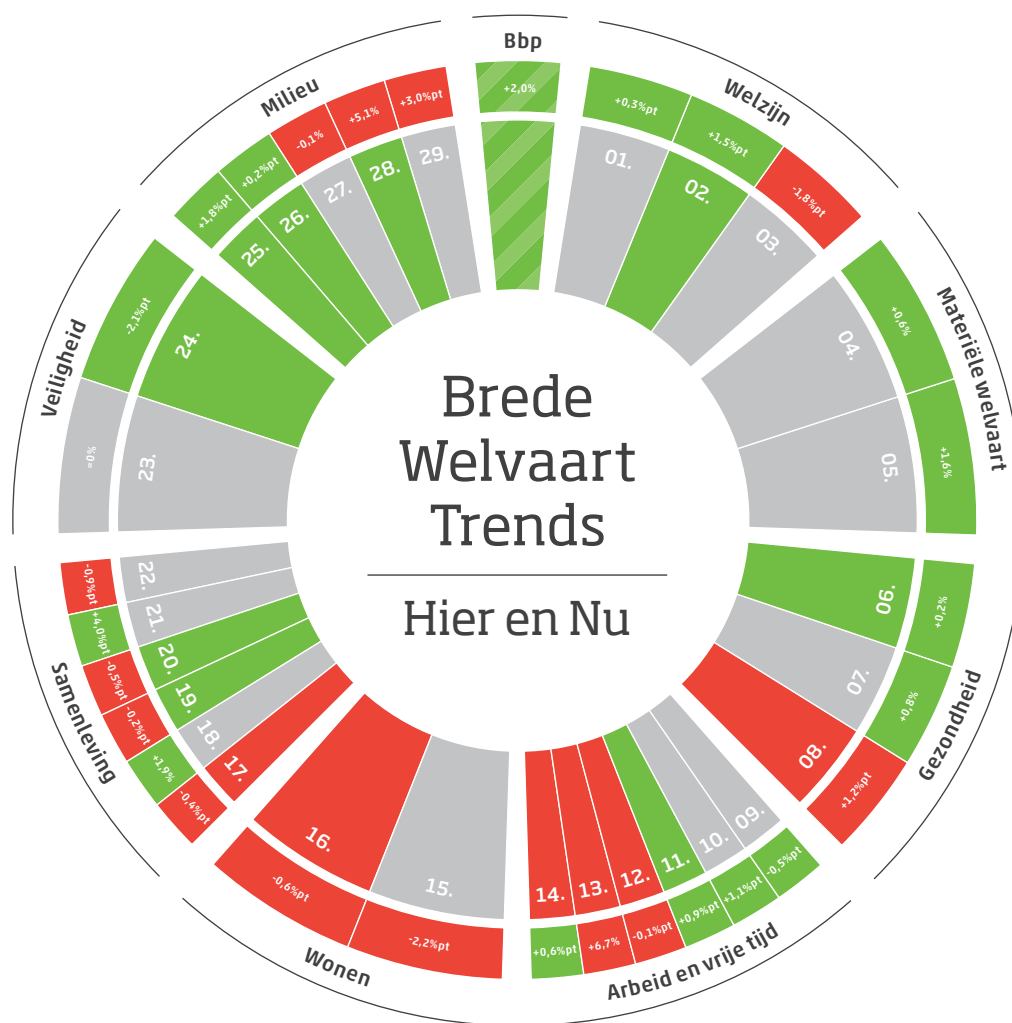 Brede
Welvaart
Trends
Hier en Nu
Bbp
+2,0%
Welzijn
+0,3%pt
+1,5%pt
-1,8%pt
01.
02.
03.
Materiële welvaart
+0,6%
+1,6%
04.
05.
Gezondheid
+0,2%
+0,8%
+1,2%pt
06.
07.
08.
Arbeid en vrije tijd
-0,5%pt
+1,1%pt
+0,9%pt
-0,1%pt
+6,7%
+0,6%pt
09.
10.
11.
12.
13.
14.
Wonen
-2,2%pt
-0,6%pt
15.
16.
Samenleving
-0,4%pt
+1,9%
-0,2%pt
-0,5%pt
+4,0%pt
-0,9%pt
17.
18.
19.
20.
21.
22.
Veiligheid
=0%
-2,1%pt
23.
24.
Milieu
+1,8%pt
+0,2%pt
-0,1%
+5,1%
+3,0%pt
25.
26.
27.
28.
29.